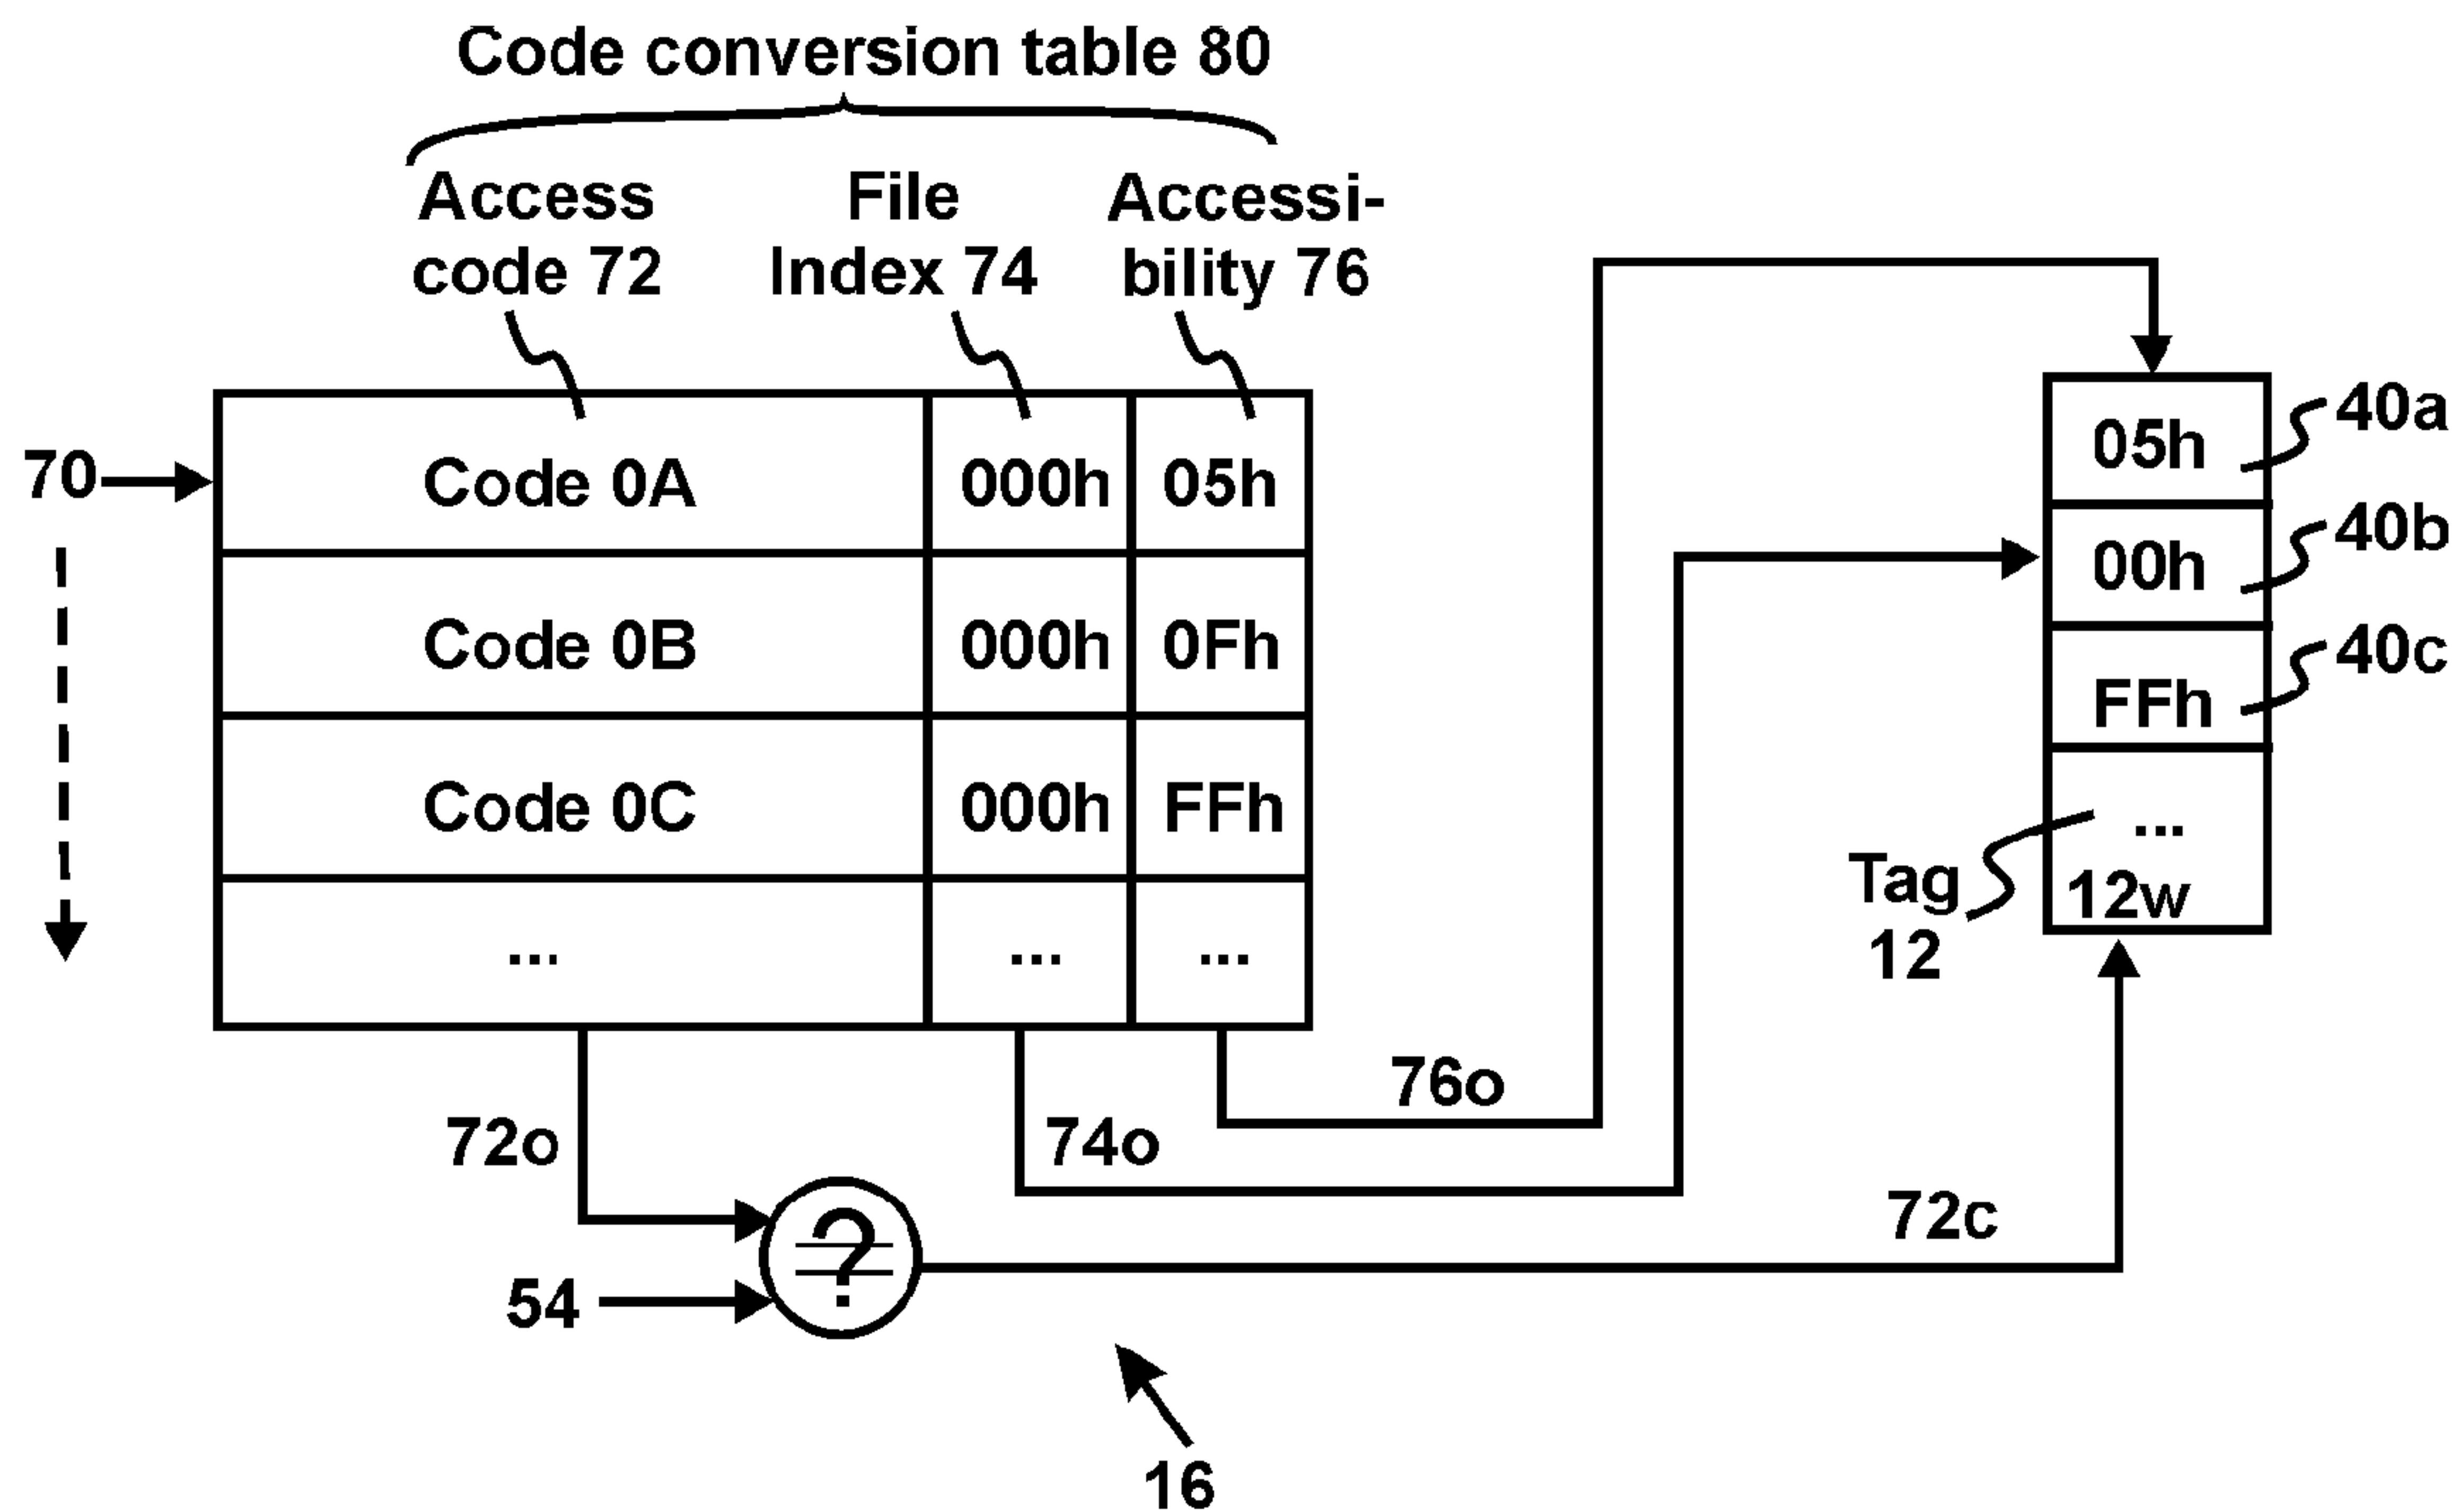 Code conversion table 80
Access
code 72
File
Index 74
Accessi-
bility 76
70
Code 0A 000h 05h
Code 0B 000h 0Fh
Code 0C 000h FFh
... ... ...
05h
00h
FFh
...
12w
40a
40b
40c
Tag
12
72o
74o
76o
72c
54
?
=
16